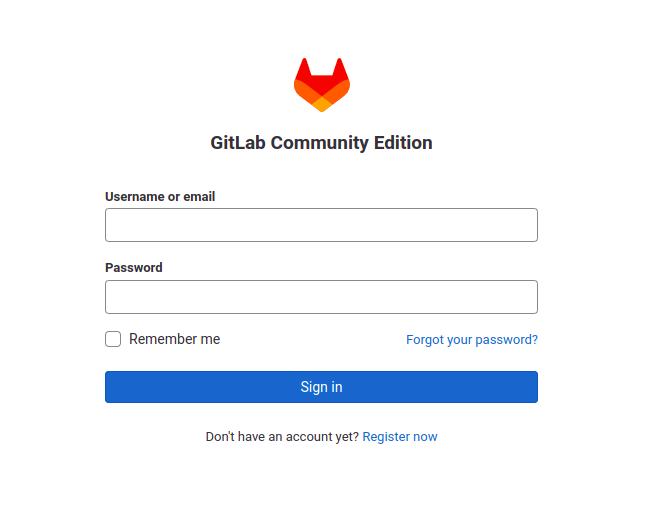 GitLab Community Edition
Username or email
Password
Remember me
Forgot your password?
Sign in
Don't have an account yet? Register now